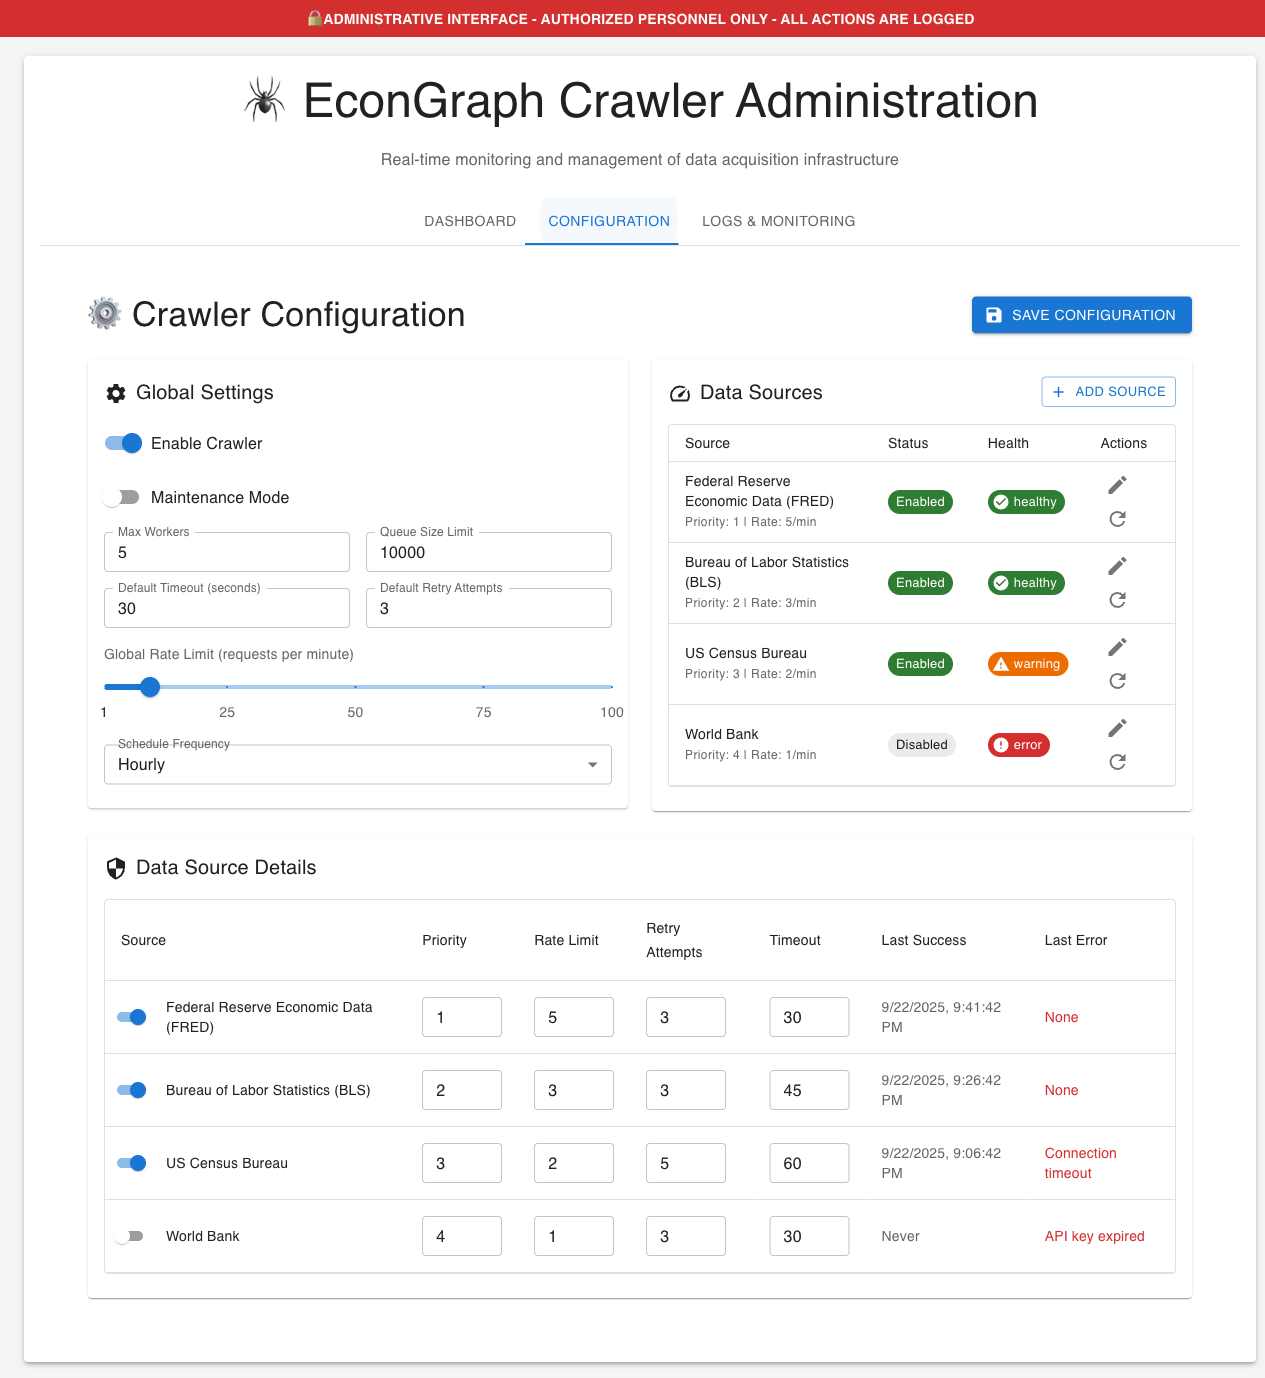 ADMINISTRATIVE INTERFACE - AUTHORIZED PERSONNEL ONLY - ALL ACTIONS ARE LOGGED
EconGraph Crawler Administration
Real-time monitoring and management of data acquisition infrastructure
DASHBOARD CONFIGURATION LOGS & MONITORING
Crawler Configuration
SAVE CONFIGURATION
Global Settings
Enable Crawler
Maintenance Mode
Max Workers
5
Queue Size Limit
10000
Default Timeout (seconds)
30
Default Retry Attempts
3
Global Rate Limit (requests per minute)
1 25 50 75 100
Schedule Frequency
Hourly
Data Sources
ADD SOURCE
Source Status Health Actions
Federal Reserve
Economic Data (FRED)
Priority: 1 | Rate: 5/min
Enabled healthy
Bureau of Labor Statistics
(BLS)
Priority: 2 | Rate: 3/min
Enabled healthy
US Census Bureau
Priority: 3 | Rate: 2/min
Enabled warning
World Bank
Priority: 4 | Rate: 1/min
Disabled error
Data Source Details
Source Priority Rate Limit Retry
Attempts Timeout Last Success Last Error
Federal Reserve Economic Data
(FRED)
1 5 3 30 9/22/2025, 9:41:42
PM
None
Bureau of Labor Statistics (BLS) 2 3 3 45 9/22/2025, 9:26:42
PM
None
US Census Bureau 3 2 5 60 9/22/2025, 9:06:42
PM
Connection
timeout
World Bank 4 1 3 30 Never API key expired